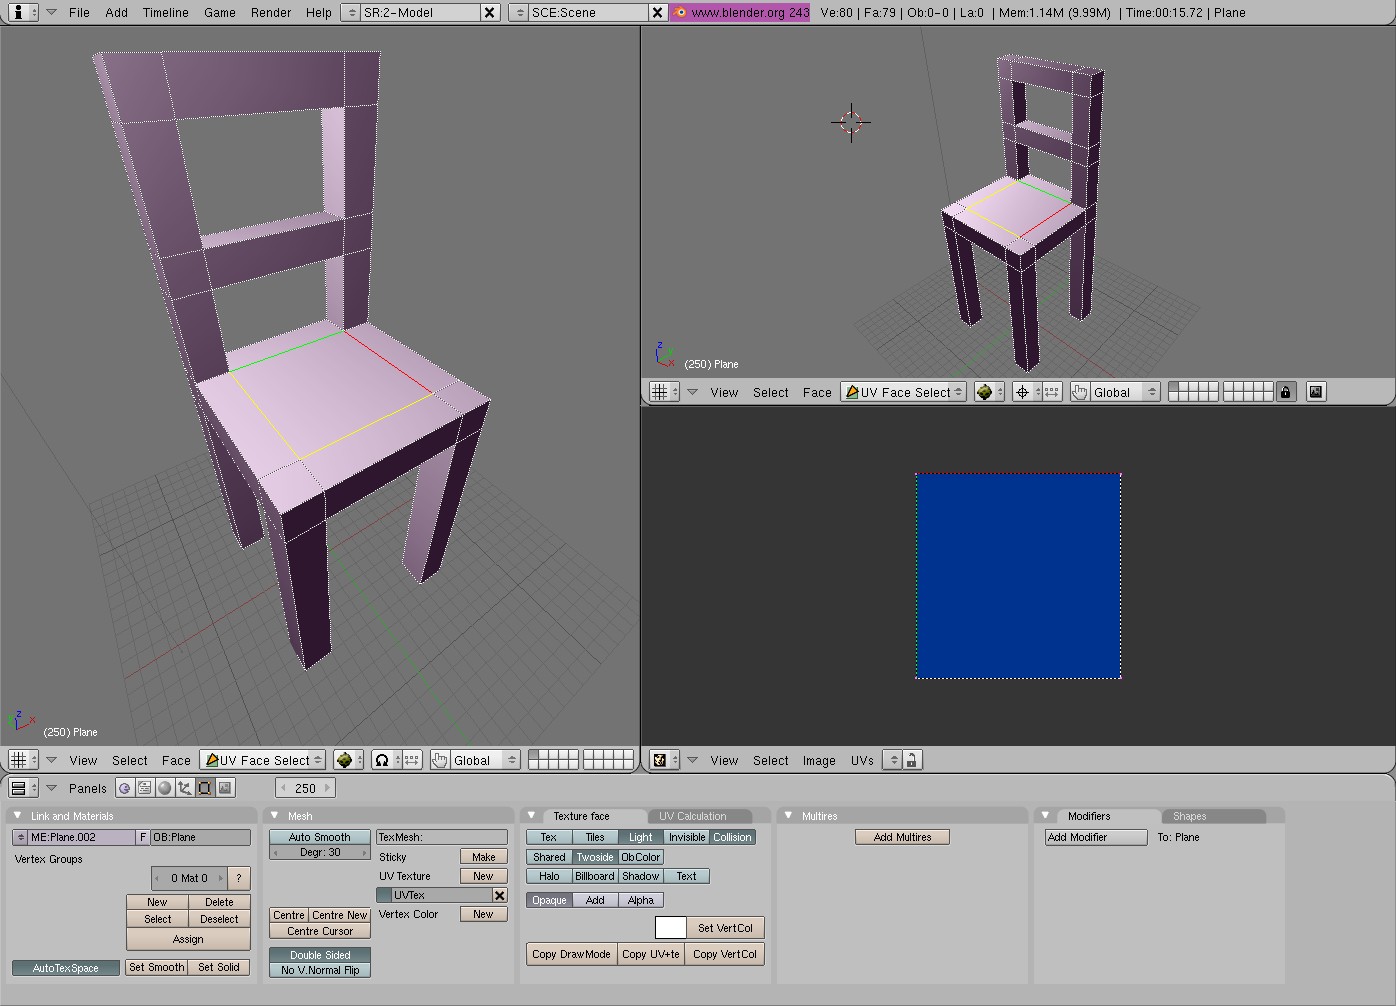 File Add Timeline Game Render Help SR:2-Model SCE:Scene www.blender.org 243 Ve:80 | Fa:79 | Ob:0-0 | La:0 | Mem:1.14M (9.99M) | Time:00:15.72 | Plane
z
x
(250) Plane
View Select Face UV Face Select Global
z
x
(250) Plane
View Select Face UV Face Select Global
View Select Image UVs
Panels 250
Link and Materials
ME:Plane.002 F OB:Plane
Vertex Groups
0 Mat 0 ?
New Delete
Select Deselect
Assign
AutoTexSpace Set Smooth Set Solid
Mesh
Auto Smooth TexMesh:
Degr: 30
Sticky Make
UV Texture New
UVTex
Centre Centre New Vertex Color New
Centre Cursor
Double Sided
No V.Normal Flip
Texture face UV Calculation
Tex Tiles Light Invisible Collision
Shared Twoside ObColor
Halo Billboard Shadow Text
Opaque Add Alpha
Set VertCol
Copy DrawMode Copy UV+te Copy VertCol
Multires
Add Multires
Modifiers Shapes
Add Modifier To: Plane